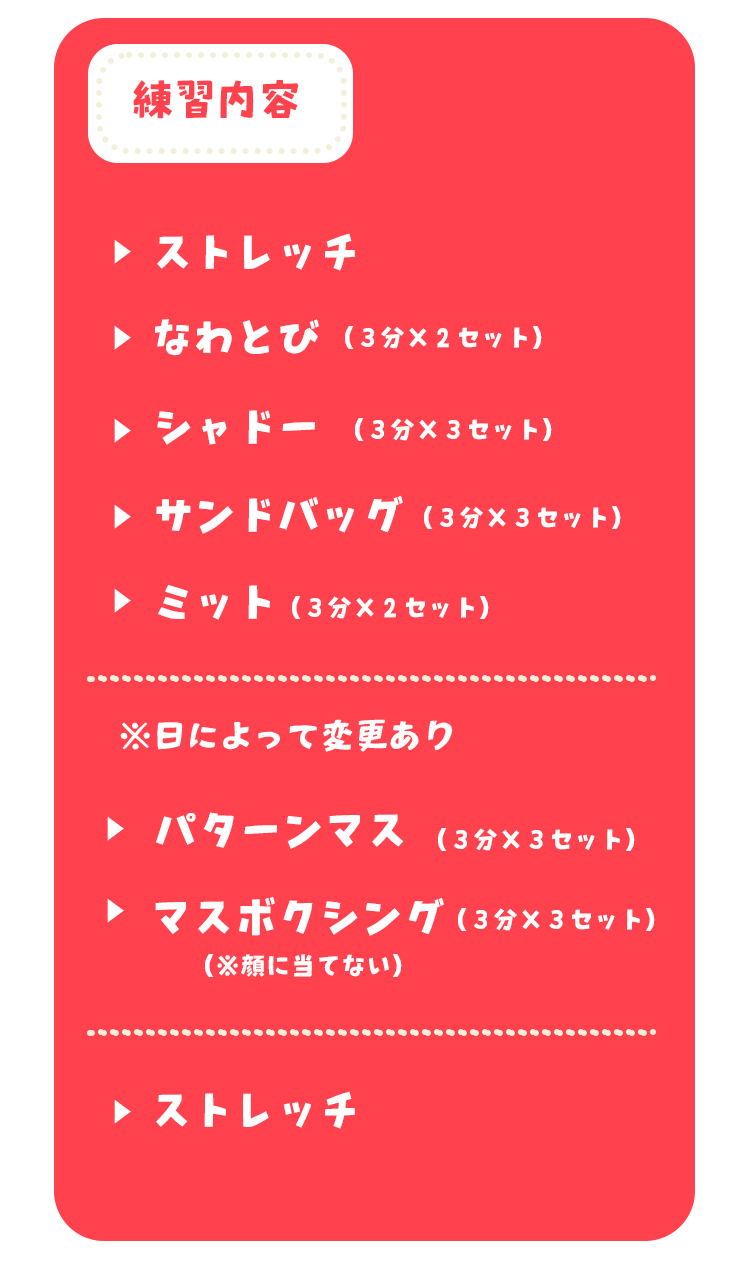 練習内容
▶ ストレッチ
▶ なわとび (3分×2セット)
▶ シャドー (3分×3セット)
▶ サンドバッグ (3分×3セット)
▶ ミット (3分×2セット)
※日によって変更あり
▶ パターンマス (3分×3セット)
▶ マスボクシング (3分×3セット)
(※顔に当てない)
▶ ストレッチ